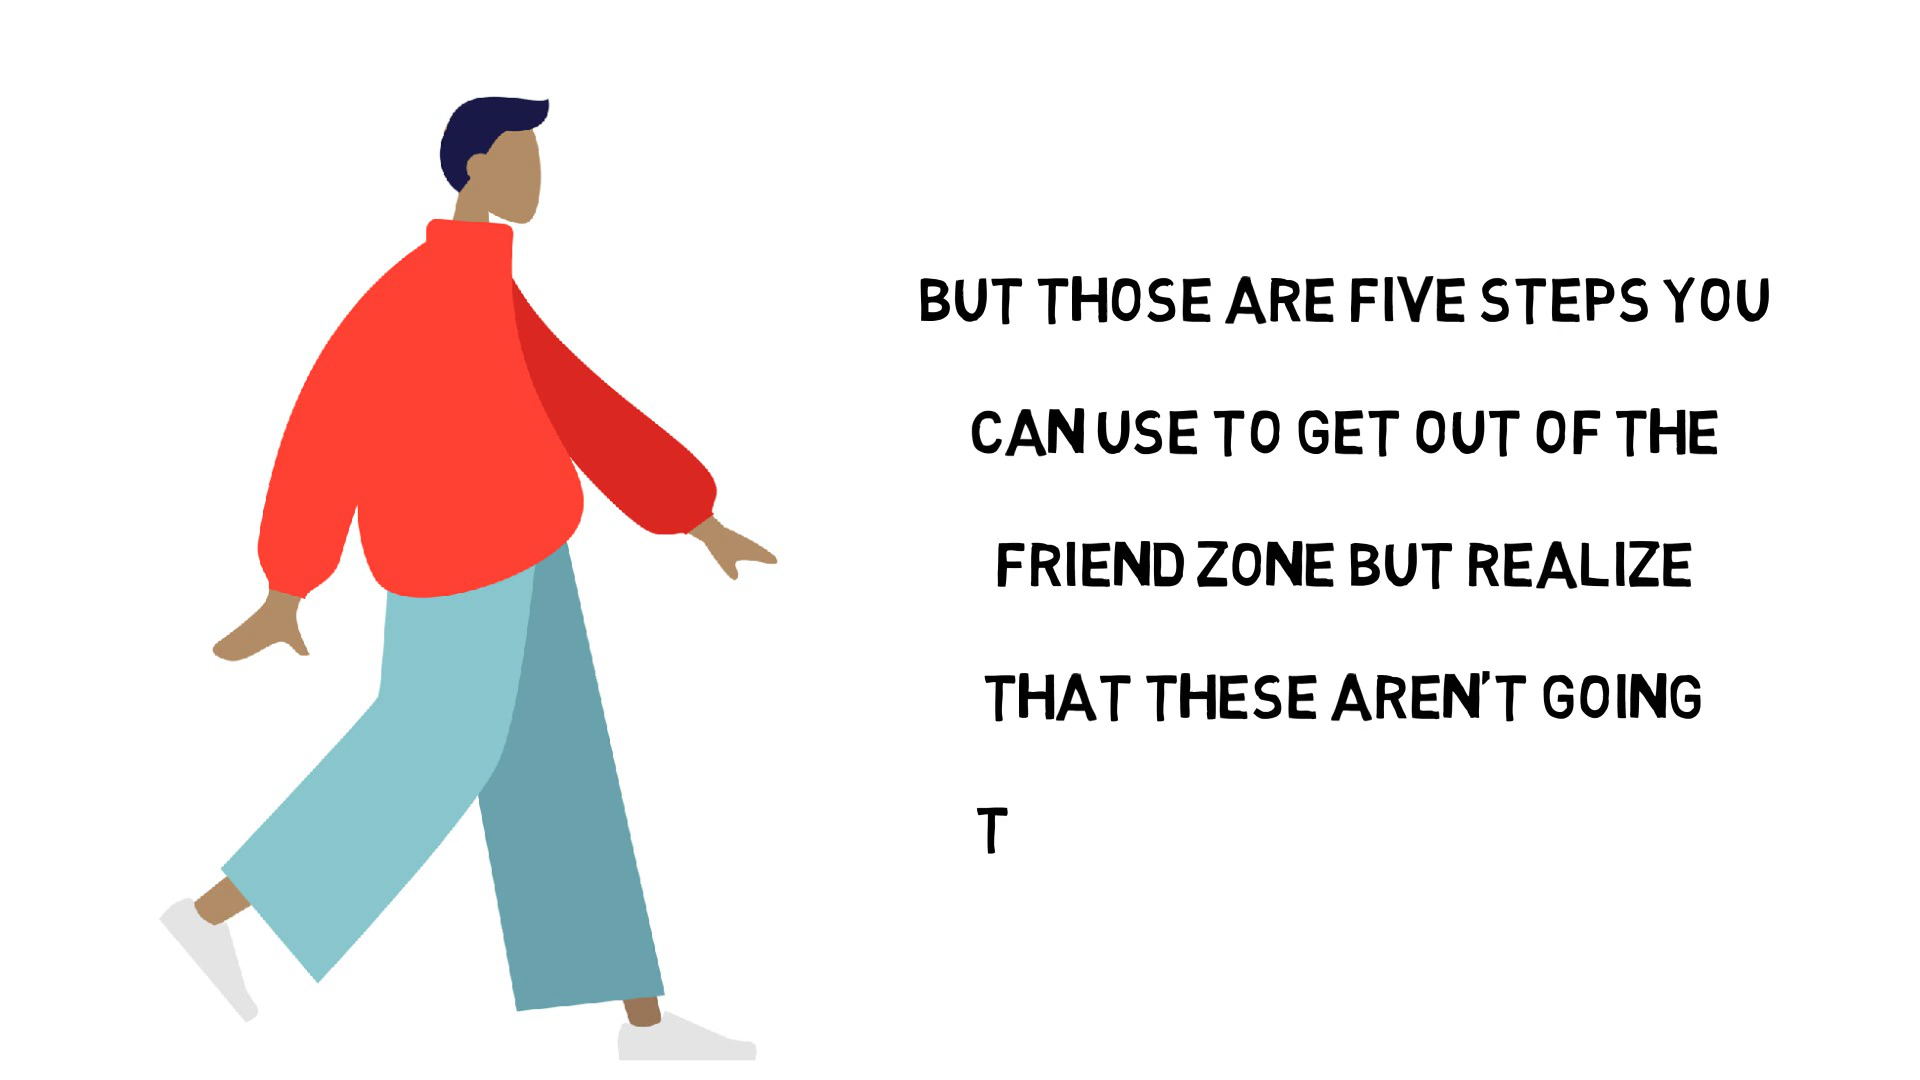 BUT THOSE ARE FIVE STEPS YOU
CAN USE TO GET OUT OF THE
FRIEND ZONE BUT REALIZE
THAT THESE AREN'T GOING
T